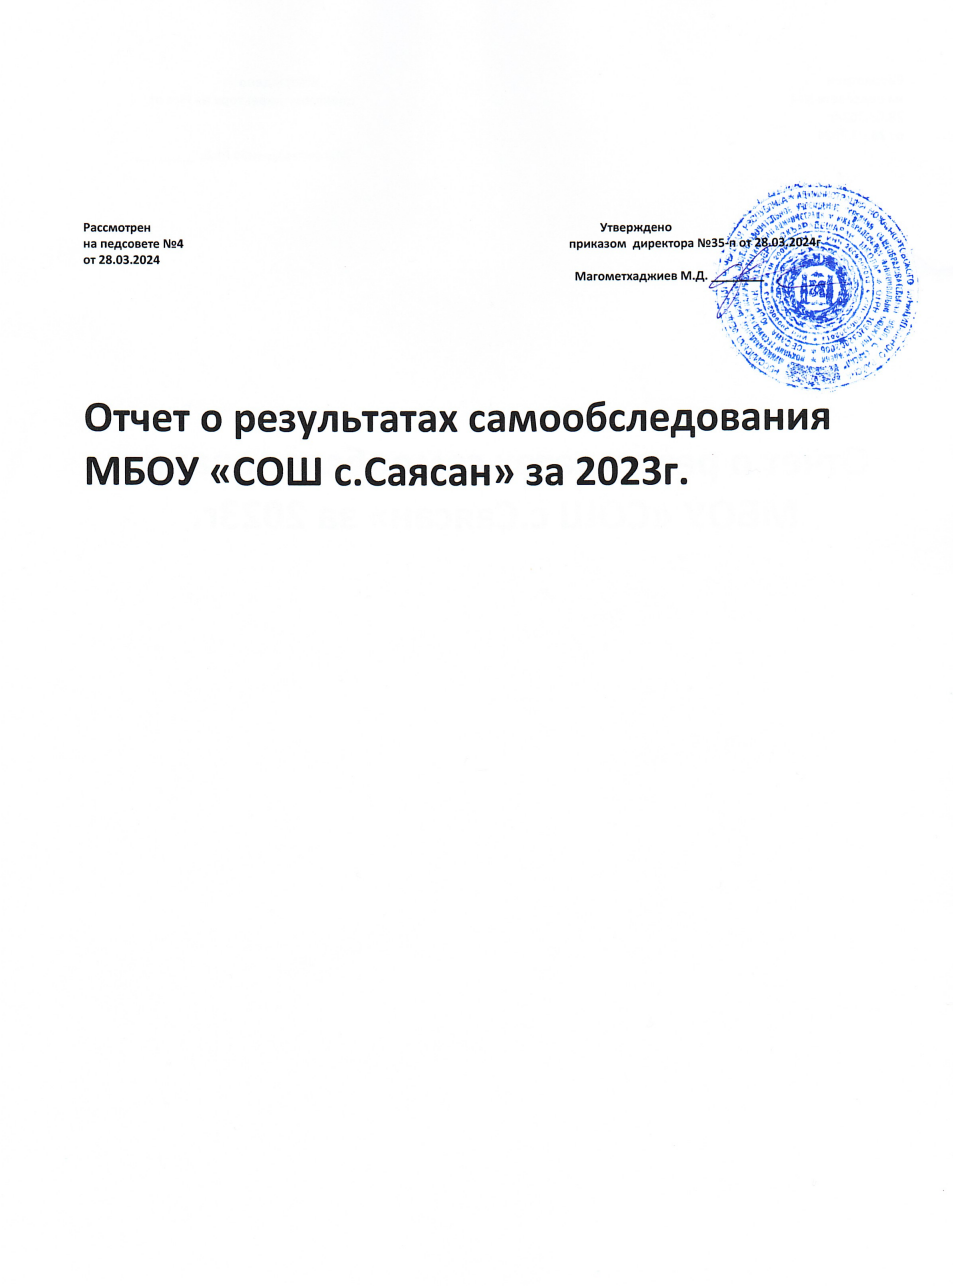 Рассмотрен
на педсовете №4
от 28.03.2024
Утверждено
приказом директора №35-п от 28.03.2024г
Магометхаджиев М.Д.
Отчет о результатах самообследования
МБОУ «СОШ с.Саясан» за 2023г.